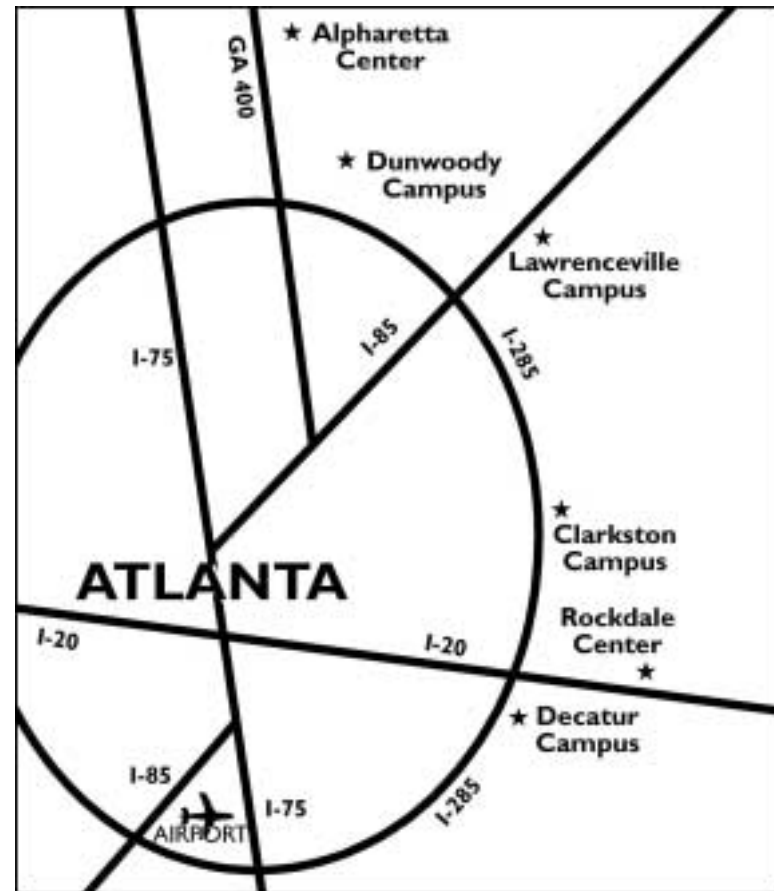 GA 400
Alpharetta
Center
Dunwoody
Campus
Lawrenceville
Campus
I-85
I-285
I-75
Clarkston
Campus
ATLANTA
Rockdale
Center
I-20
I-20
Decatur
Campus
I-85
I-75
I-285
AIRPORT